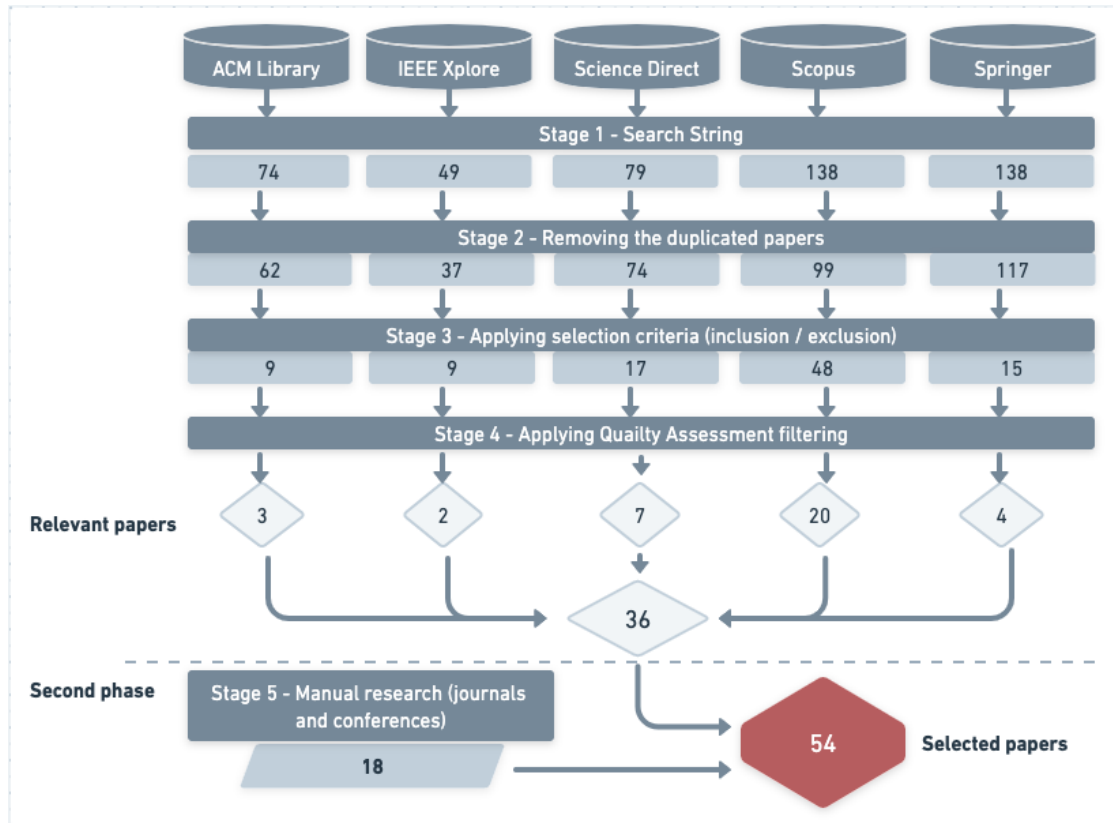 ACM Library IEEE Xplore Science Direct Scopus Springer
Stage 1 - Search String
74 49 79 138 138
Stage 2 - Removing the duplicated papers
62 37 74 99 117
Stage 3 - Applying selection criteria (inclusion / exclusion)
9 9 17 48 15
Stage 4 - Applying Quailty Assessment filtering
Relevant papers 3 2 7 20 4
36
Second phase
Stage 5 - Manual research (journals
and conferences)
18
54
Selected papers